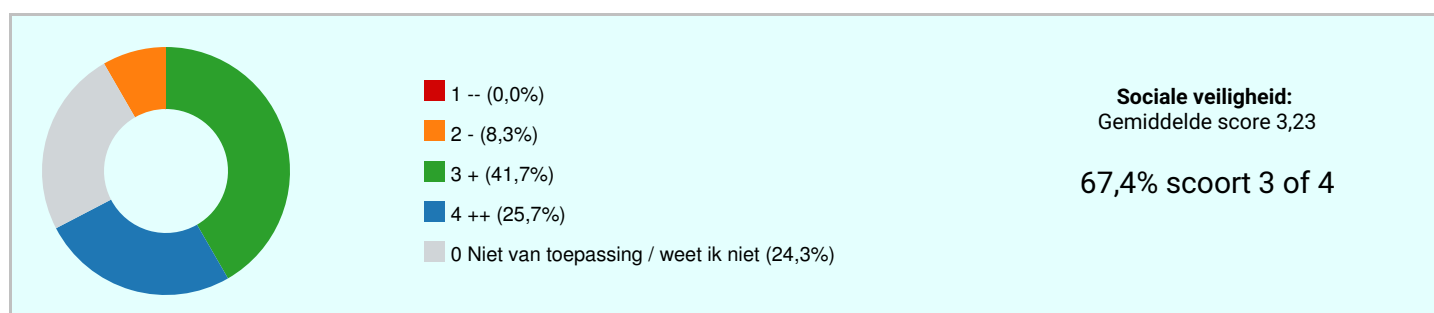 1 -- (0,0%)
2 - (8,3%)
3 + (41,7%)
4 ++ (25,7%)
0 Niet van toepassing / weet ik niet (24,3%)
Sociale veiligheid:
Gemiddelde score 3,23
67,4% scoort 3 of 4